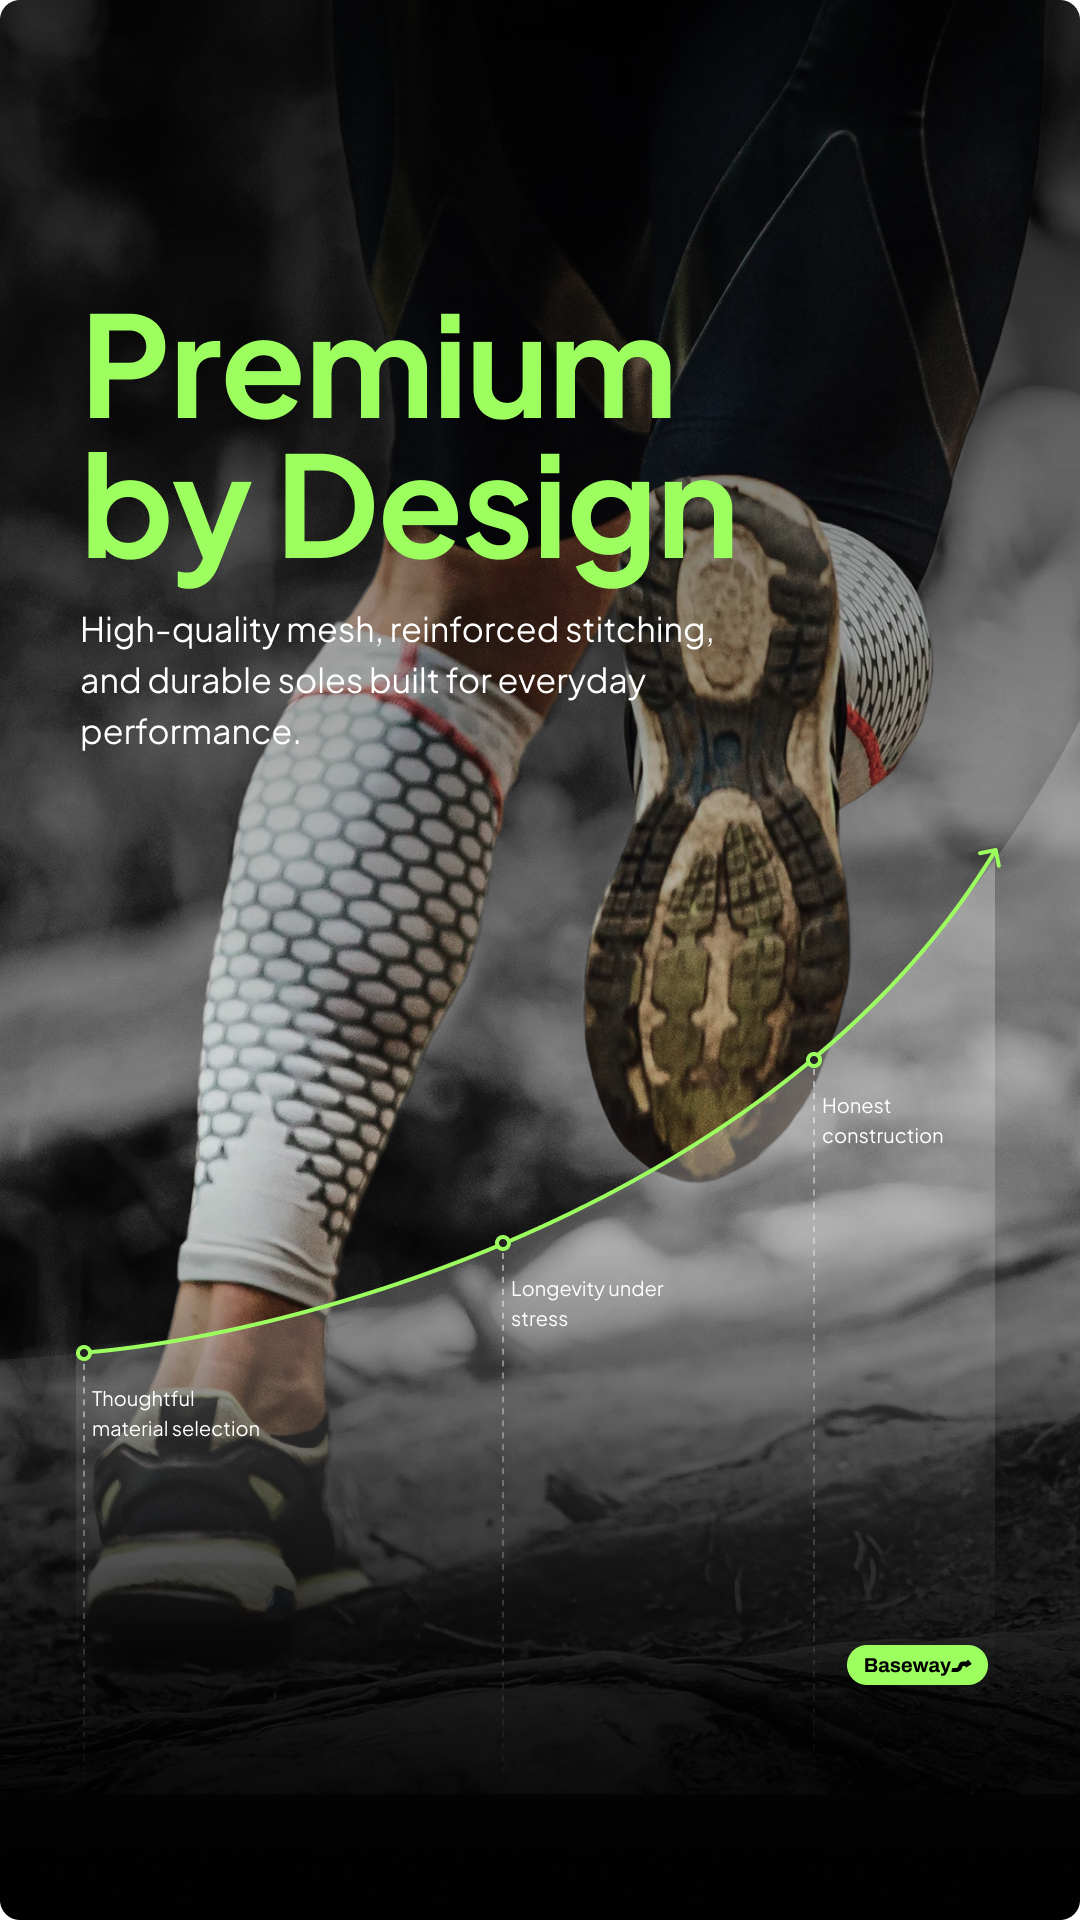 Premium
by Design
High-quality mesh, reinforced stitching,
and durable soles built for everyday
performance.
Honest
construction
Longevity under
stress
Thoughtful
material selection
Baseway